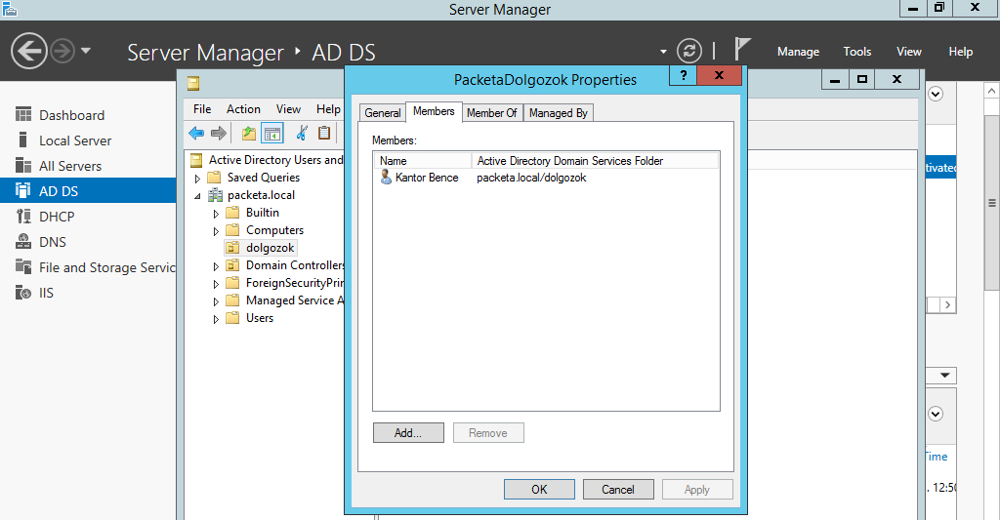 Server Manager
Server Manager ‣ AD DS
Manage Tools View Help
Dashboard
Local Server
All Servers
AD DS
DHCP
DNS
File and Storage Servic
IIS
File Action View Help
Active Directory Users and
Saved Queries
packeta.local
Builtin
Computers
dolgozok
Domain Controllers
ForeignSecurityPrin
Managed Service A
Users
PacketaDolgozok Properties
General Members Member Of Managed By
Members:
Name Active Directory Domain Services Folder
Kantor Bence packeta.local/dolgozok
Add... Remove
OK Cancel Apply
tivated
Time
. 12:50